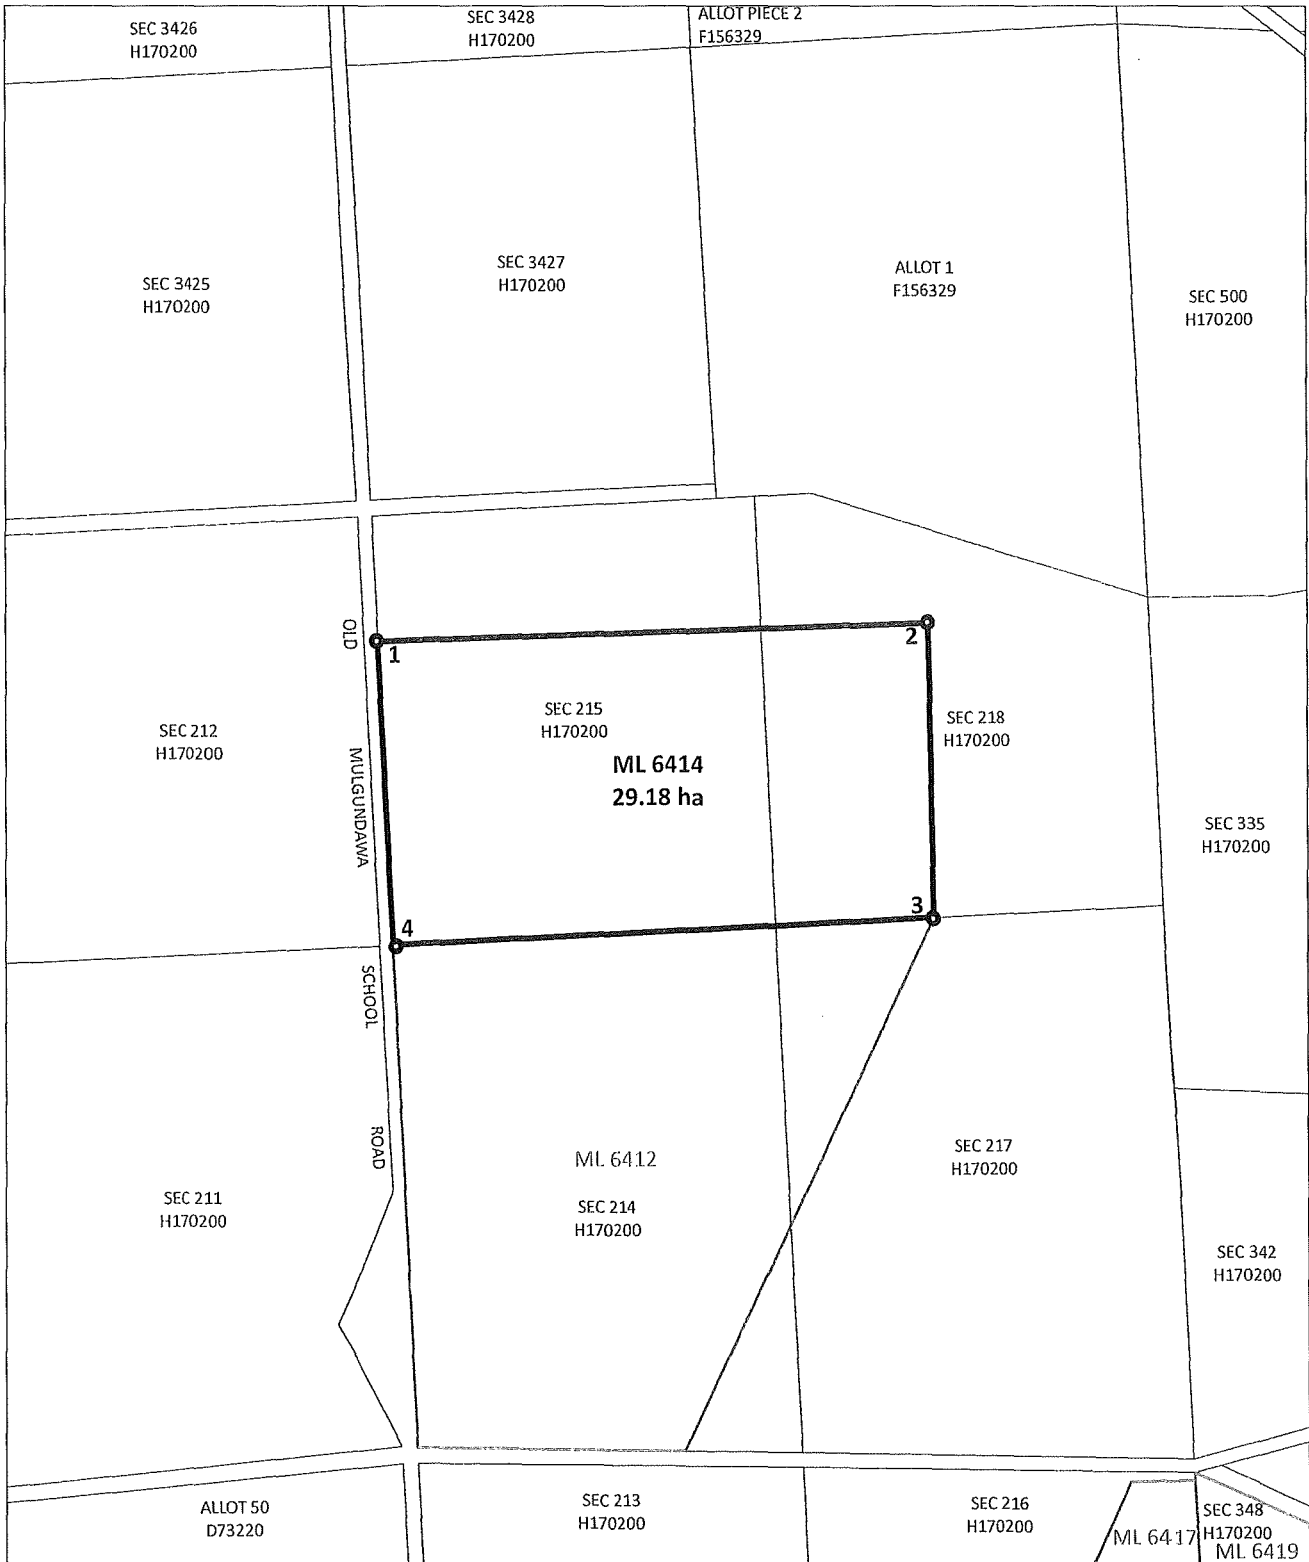 SEC 3426
H170200
SEC 3428
H170200
ALLOT PIECE 2
F156329
SEC 3425
H170200
SEC 3427
H170200
ALLOT 1
F156329
SEC 500
H170200
OLD
MULGUNDAWA
SCHOOL
ROAD
1
2
SEC 212
H170200
SEC 215
H170200
SEC 218
H170200
ML 6414
29.18 ha
SEC 335
H170200
3
4
ML 6412
SEC 214
H170200
SEC 217
H170200
SEC 211
H170200
SEC 342
H170200
ALLOT 50
D73220
SEC 213
H170200
SEC 216
H170200
ML 6417
SEC 348
H170200
ML 6419